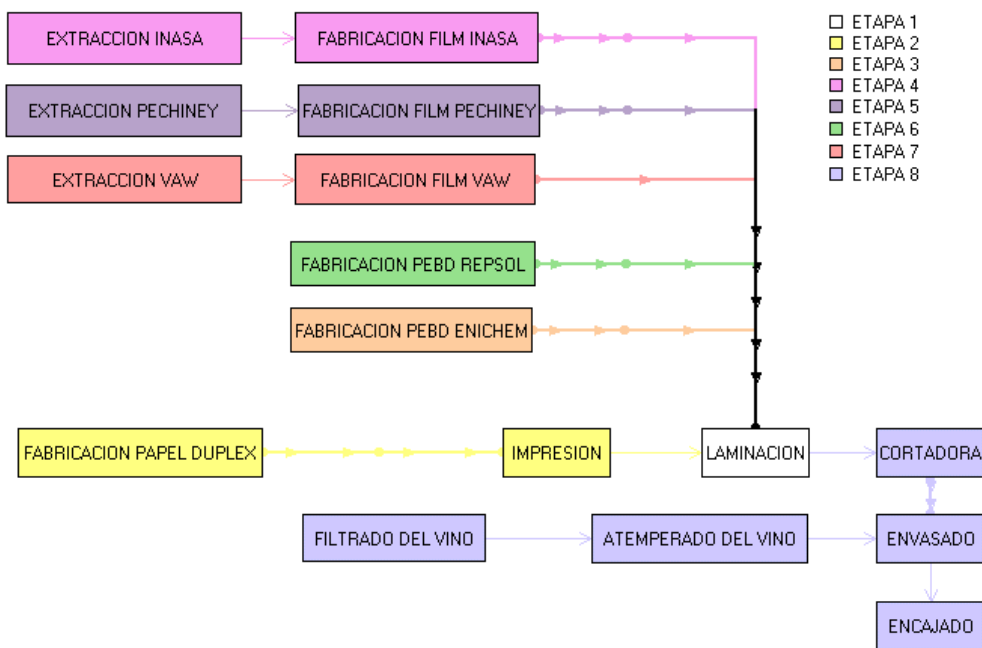 EXTRACCION INASA
FABRICACION FILM INASA
EXTRACCION PECHINEY
FABRICACION FILM PECHINEY
EXTRACCION VAW
FABRICACION FILM VAW
FABRICACION PEBD REPSOL
FABRICACION PEBD ENICHEM
FABRICACION PAPEL DUPLEX
IMPRESION
LAMINACION
CORTADORA
FILTRADO DEL VINO
ATEMPERADO DEL VINO
ENVASADO
ENCAJADO
ETAPA 1
ETAPA 2
ETAPA 3
ETAPA 4
ETAPA 5
ETAPA 6
ETAPA 7
ETAPA 8